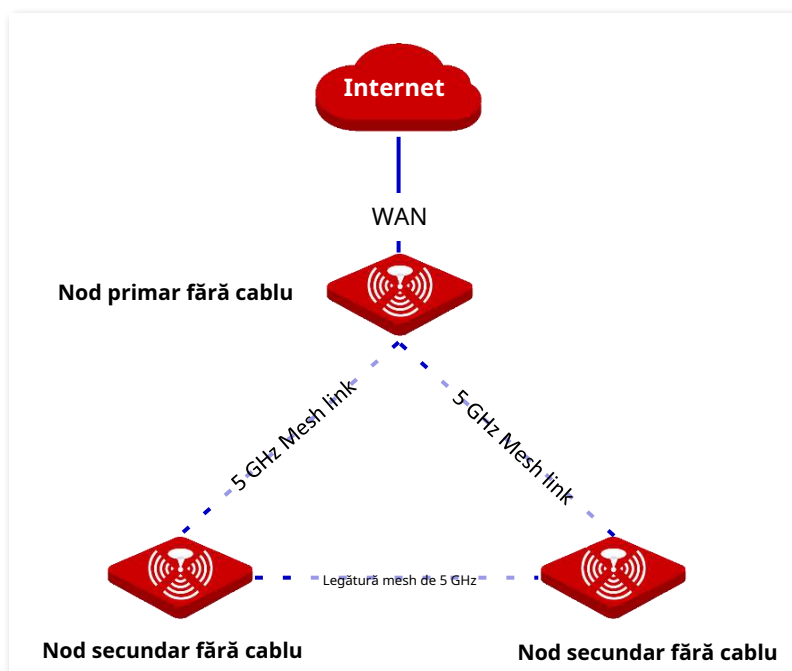 Internet
WAN
Nod primar fără cablu
5 GHz Mesh link
5 GHz Mesh link
Legătură mesh de 5 GHz
Nod secundar fără cablu
Nod secundar fără cablu